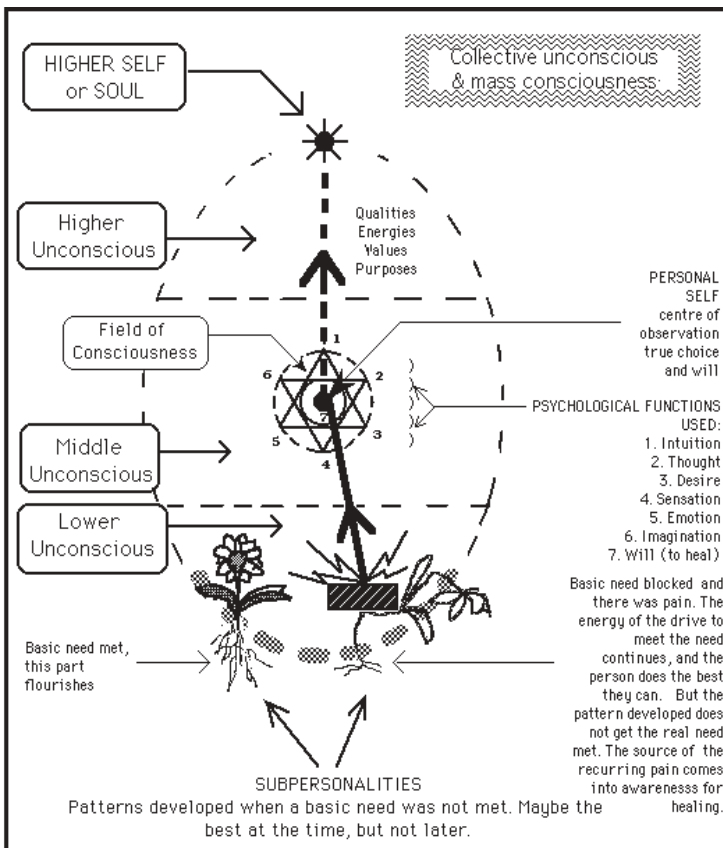 HIGHER SELF
or SOUL
Collective unconscious
& mass consciousness
Higher
Unconscious
Qualities
Energies
Values
Purposes
PERSONAL
SELF
centre of
observation
true choice
and will
Field of
Consciousness
1
6
2
7
5
3
4
PSYCHOLOGICAL FUNCTIONS
USED:
1. Intuition
2. Thought
3. Desire
4. Sensation
5. Emotion
6. Imagination
7. Will (to heal)
Middle
Unconscious
Lower
Unconscious
Basic need met,
this part
flourishes
Basic need blocked and
there was pain. The
energy of the drive to
meet the need
continues, and the
person does the best
they can. But the
pattern developed does
not get the real need
met. The source of the
recurring pain comes
into awarenesss for
healing.
SUBPERSONALITIES
Patterns developed when a basic need was not met. Maybe the
best at the time, but not later.